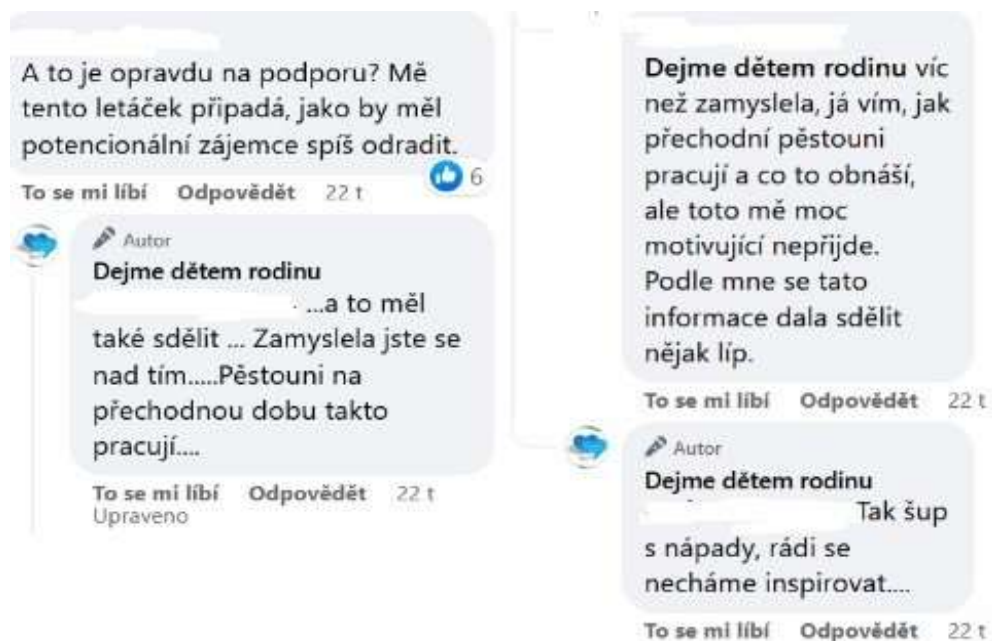 A to je opravdu na podporu? Mě
tento letáček připadá, jako by měl
potencionální zájemce spíš odradit.
6
To se mi líbí Odpovědět 22 t
Autor
Dejme dětem rodinu
...a to měl
také sdělit ... Zamyslela jste se
nad tím.....Pěstouni na
přechodnou dobu takto
pracují....
To se mi líbí Odpovědět 22 t
Upraveno
Dejme dětem rodinu víc
než zamyslela, já vím, jak
přechodní pěstouni
pracují a co to obnáší,
ale toto mě moc
motivující nepřijde.
Podle mne se tato
informace dala sdělit
nějak líp.
To se mi líbí Odpovědět 22 t
Autor
Dejme dětem rodinu
Tak šup
s nápady, rádi se
necháme inspirovat....
To se mi líbí Odpovědět 22 t